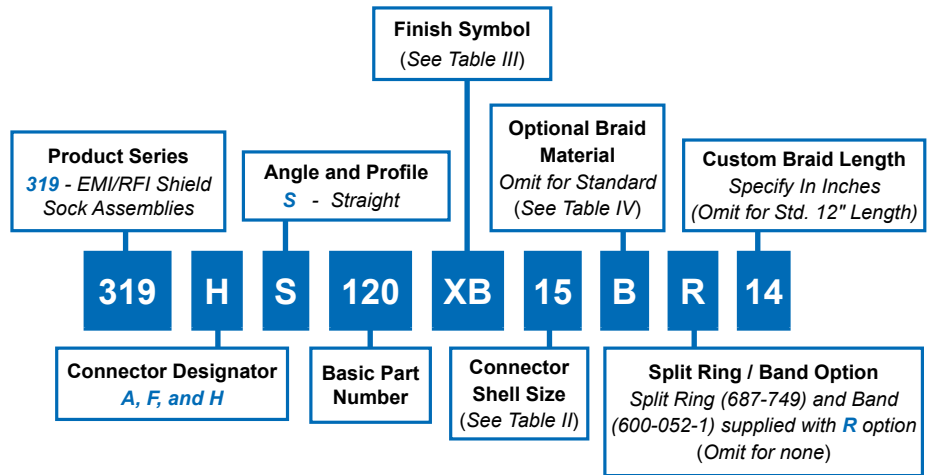 Finish Symbol
(See Table III)
Product Series
319 - EMI/RFI Shield
Sock Assemblies
Angle and Profile
S - Straight
Optional Braid
Material
Omit for Standard
(See Table IV)
Custom Braid Length
Specify In Inches
(Omit for Std. 12" Length)
319 H S 120 XB 15 B R 14
Connector Designator
A, F, and H
Basic Part
Number
Connector
Shell Size
(See Table II)
Split Ring / Band Option
Split Ring (687-749) and Band
(600-052-1) supplied with R option
(Omit for none)